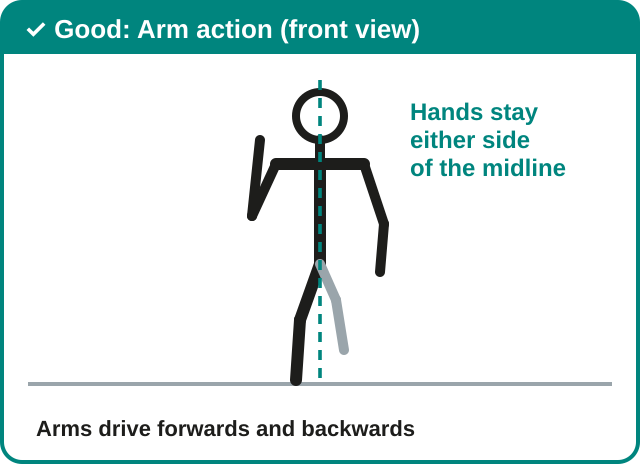 Good: Arm action (front view)
Hands stay
either side
of the midline
Arms drive forwards and backwards